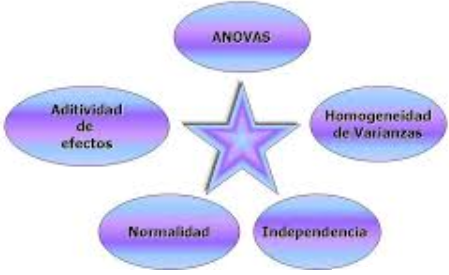 ANOVAS
Aditividad
de
efectos
Homogeneidad
de Varianzas
Normalidad
Independencia